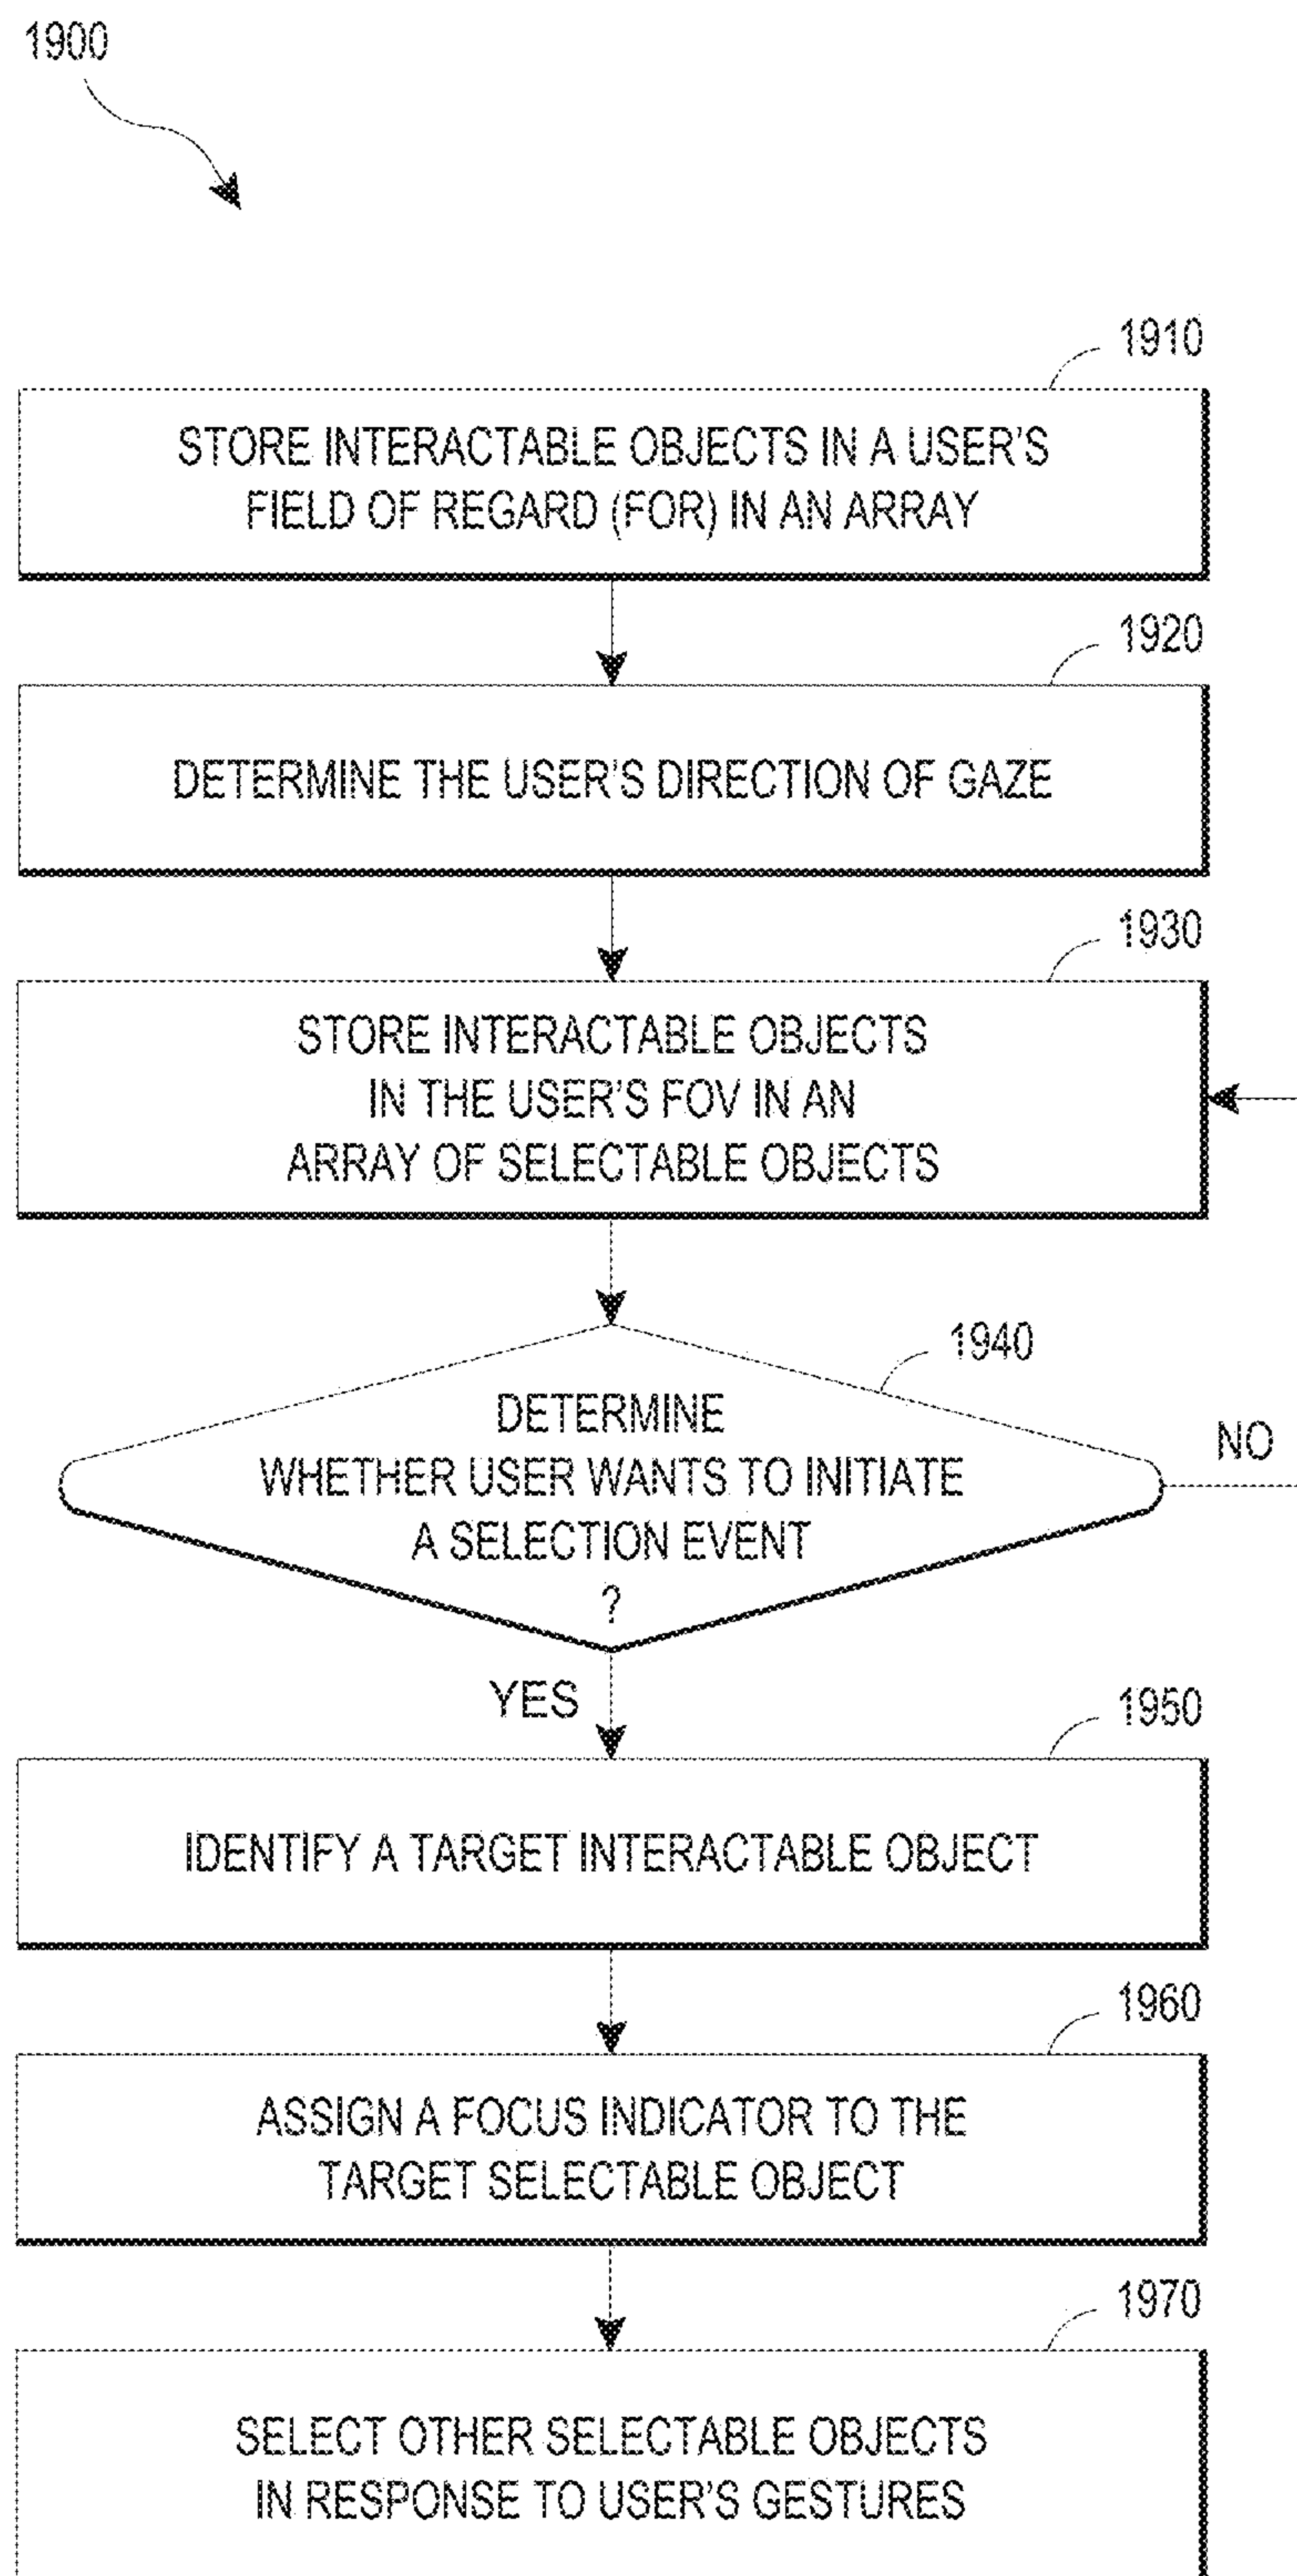 1900
1910
STORE INTERACTABLE OBJECTS IN A USER'S
FIELD OF REGARD (FOR) IN AN ARRAY
1920
DETERMINE THE USER'S DIRECTION OF GAZE
1930
STORE INTERACTABLE OBJECTS
IN THE USER'S FOV IN AN
ARRAY OF SELECTABLE OBJECTS
1940
DETERMINE
WHETHER USER WANTS TO INITIATE
A SELECTION EVENT
?
NO
YES
1950
IDENTIFY A TARGET INTERACTABLE OBJECT
1960
ASSIGN A FOCUS INDICATOR TO THE
TARGET SELECTABLE OBJECT
1970
SELECT OTHER SELECTABLE OBJECTS
IN RESPONSE TO USER'S GESTURES